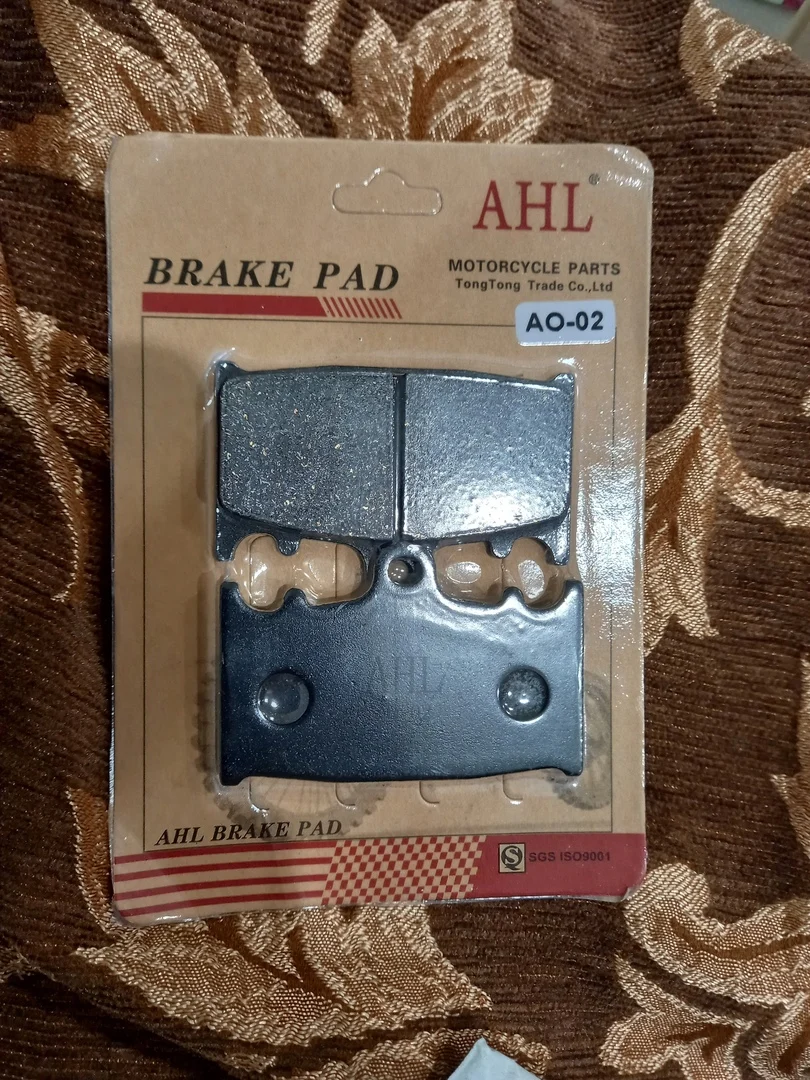 AHL®
BRAKE PAD
MOTORCYCLE PARTS
TongTong Trade Co.,Ltd
AO-02
AHL
AHL BRAKE PAD
SGS ISO9001